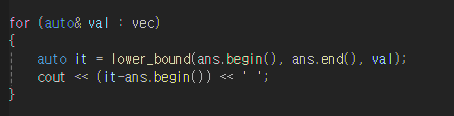 for (auto& val : vec)
{
auto it = lower_bound(ans.begin(), ans.end(), val);
cout << (it-ans.begin()) << ' ';
}